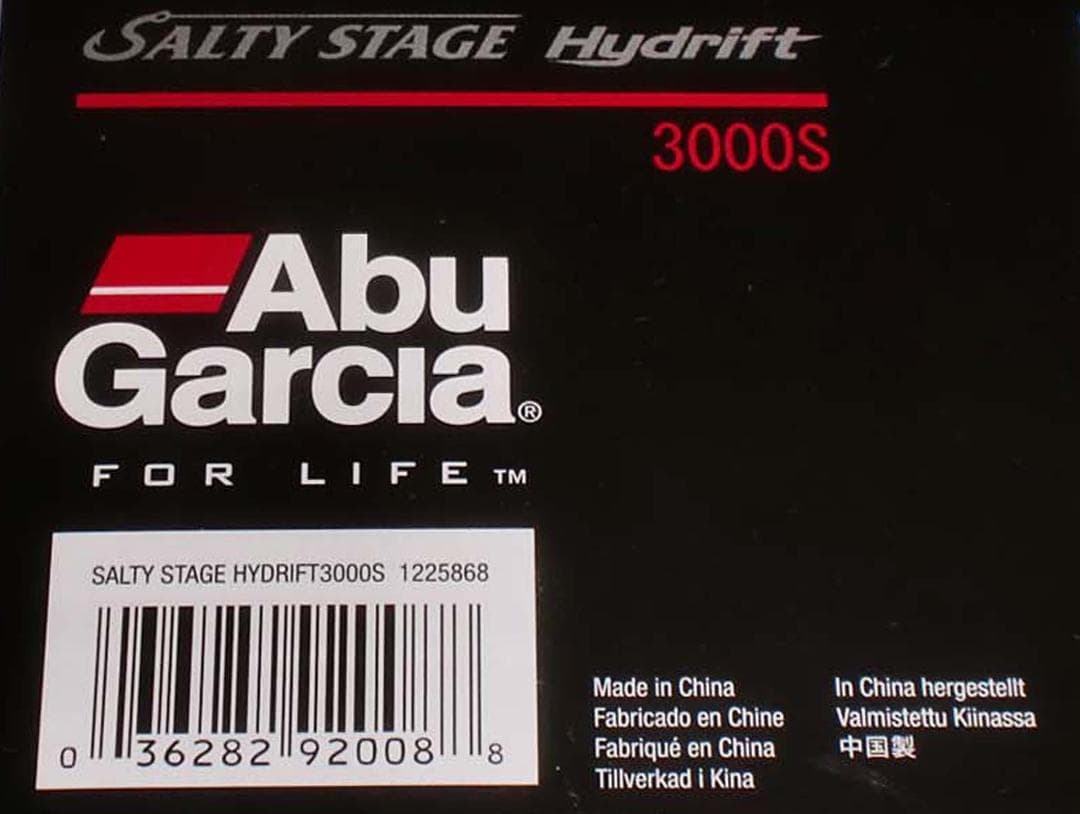 SALTY STAGE Hydrift
3000S
Abu
Garcia®
FOR LIFE™
SALTY STAGE HYDRIFT3000S 1225868
0 36282 92008 8
Made in China
Fabricado en Chine
Fabriqué en China
Tillverkad i Kina
In China hergestellt
Valmistettu Kiinassa
中国製